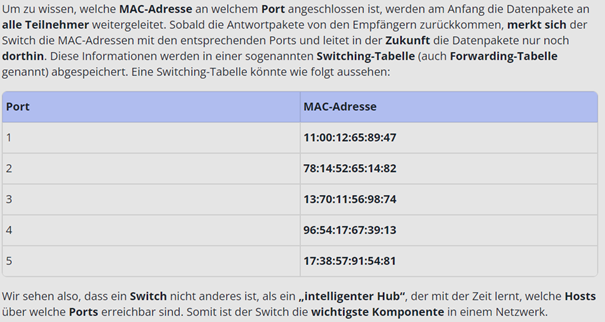 Um zu wissen, welche MAC-Adresse an welchem Port angeschlossen ist, werden am Anfang die Datenpakete an
alle Teilnehmer weitergeleitet. Sobald die Antwortpakete von den Empfängern zurückkommen, merkt sich der
Switch die MAC-Adressen mit den entsprechenden Ports und leitet in der Zukunft die Datenpakete nur noch
dorthin. Diese Informationen werden in einer sogenannten Switching-Tabelle (auch Forwarding-Tabelle
genannt) abgespeichert. Eine Switching-Tabelle könnte wie folgt aussehen:
Port MAC-Adresse
1 11:00:12:65:89:47
2 78:14:52:65:14:82
3 13:70:11:56:98:74
4 96:54:17:67:39:13
5 17:38:57:91:54:81
Wir sehen also, dass ein Switch nicht anderes ist, als ein „intelligenter Hub“, der mit der Zeit lernt, welche Hosts
über welche Ports erreichbar sind. Somit ist der Switch die wichtigste Komponente in einem Netzwerk.